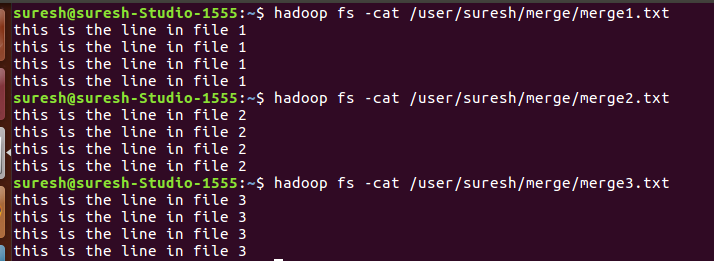 suresh@suresh-Studio-1555:~$ hadoop fs -cat /user/suresh/merge/merge1.txt
this is the line in file 1
this is the line in file 1
this is the line in file 1
this is the line in file 1
suresh@suresh-Studio-1555:~$ hadoop fs -cat /user/suresh/merge/merge2.txt
this is the line in file 2
this is the line in file 2
this is the line in file 2
this is the line in file 2
suresh@suresh-Studio-1555:~$ hadoop fs -cat /user/suresh/merge/merge3.txt
this is the line in file 3
this is the line in file 3
this is the line in file 3
this is the line in file 3